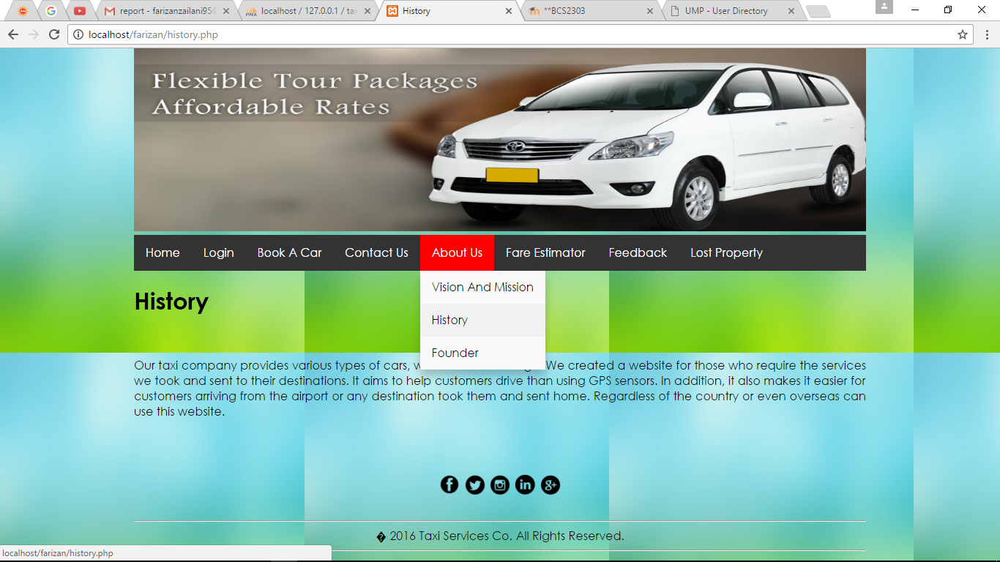 report - farizanzailani95@
localhost / 127.0.0.1 / ta
History
**BCS2303
UMP - User Directory
localhost/farizan/history.php
Flexible Tour Packages
Affordable Rates
Home Login Book A Car Contact Us About Us Fare Estimator Feedback Lost Property
Vision And Mission
History
Founder
History
Our taxi company provides various types of cars, We created a website for those who require the services
we took and sent to their destinations. It aims to help customers drive than using GPS sensors. In addition, it also makes it easier for
customers arriving from the airport or any destination took them and sent home. Regardless of the country or even overseas can
use this website.
� 2016 Taxi Services Co. All Rights Reserved.
localhost/farizan/history.php